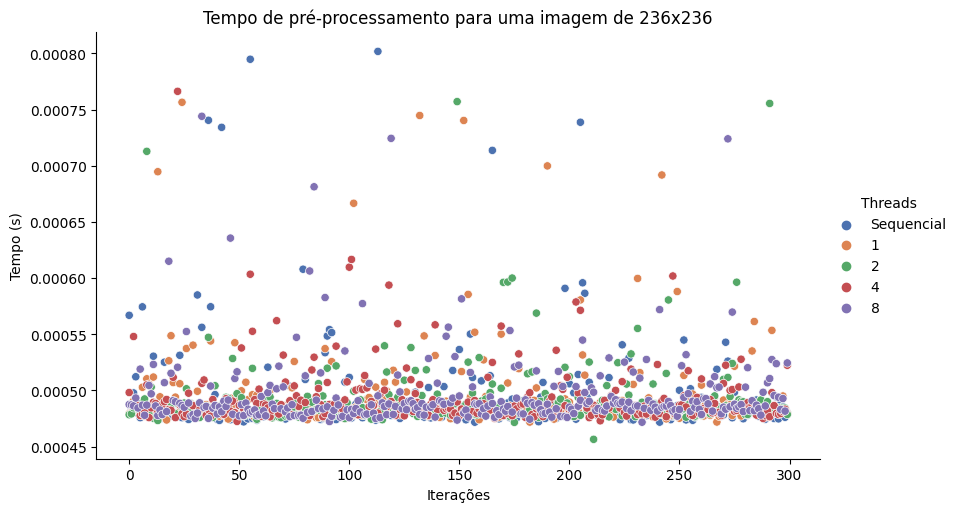 Tempo de pré-processamento para uma imagem de 236x236
0.00080
0.00075
0.00070
0.00065
0.00060
0.00055
0.00050
0.00045
Tempo (s)
0 50 100 150 200 250 300
Iterações
Threads
Sequencial
1
2
4
8